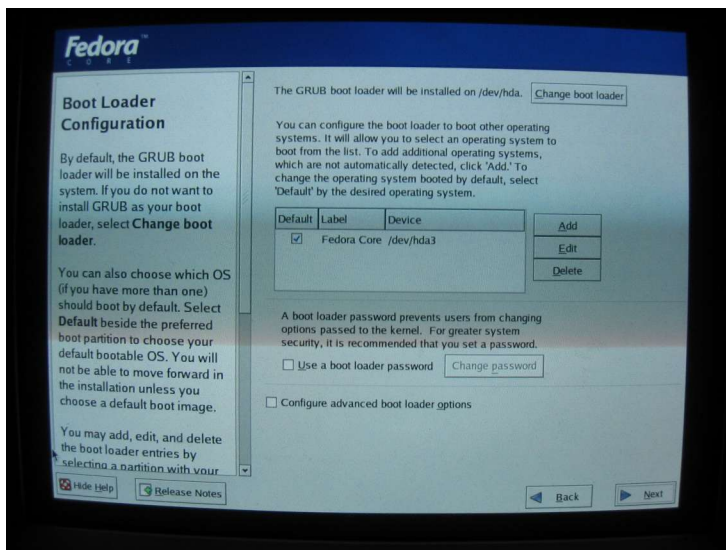 Fedora™
CORE
Boot Loader
Configuration
By default, the GRUB boot
loader will be installed on the
system. If you do not want to
install GRUB as your boot
loader, select Change boot
loader.
You can also choose which OS
(if you have more than one)
should boot by default. Select
Default beside the preferred
boot partition to choose your
default bootable OS. You will
not be able to move forward in
the installation unless you
choose a default boot image.
You may add, edit, and delete
the boot loader entries by
selecting a partition with your
The GRUB boot loader will be installed on /dev/hda. Change boot loader
You can configure the boot loader to boot other operating
systems. It will allow you to select an operating system to
boot from the list. To add additional operating systems,
which are not automatically detected, click 'Add.' To
change the operating system booted by default, select
'Default' by the desired operating system.
Default Label Device
Fedora Core /dev/hda3
Add
Edit
Delete
A boot loader password prevents users from changing
options passed to the kernel. For greater system
security, it is recommended that you set a password.
Use a boot loader password Change password
Configure advanced boot loader options
Hide Help Release Notes Back Next